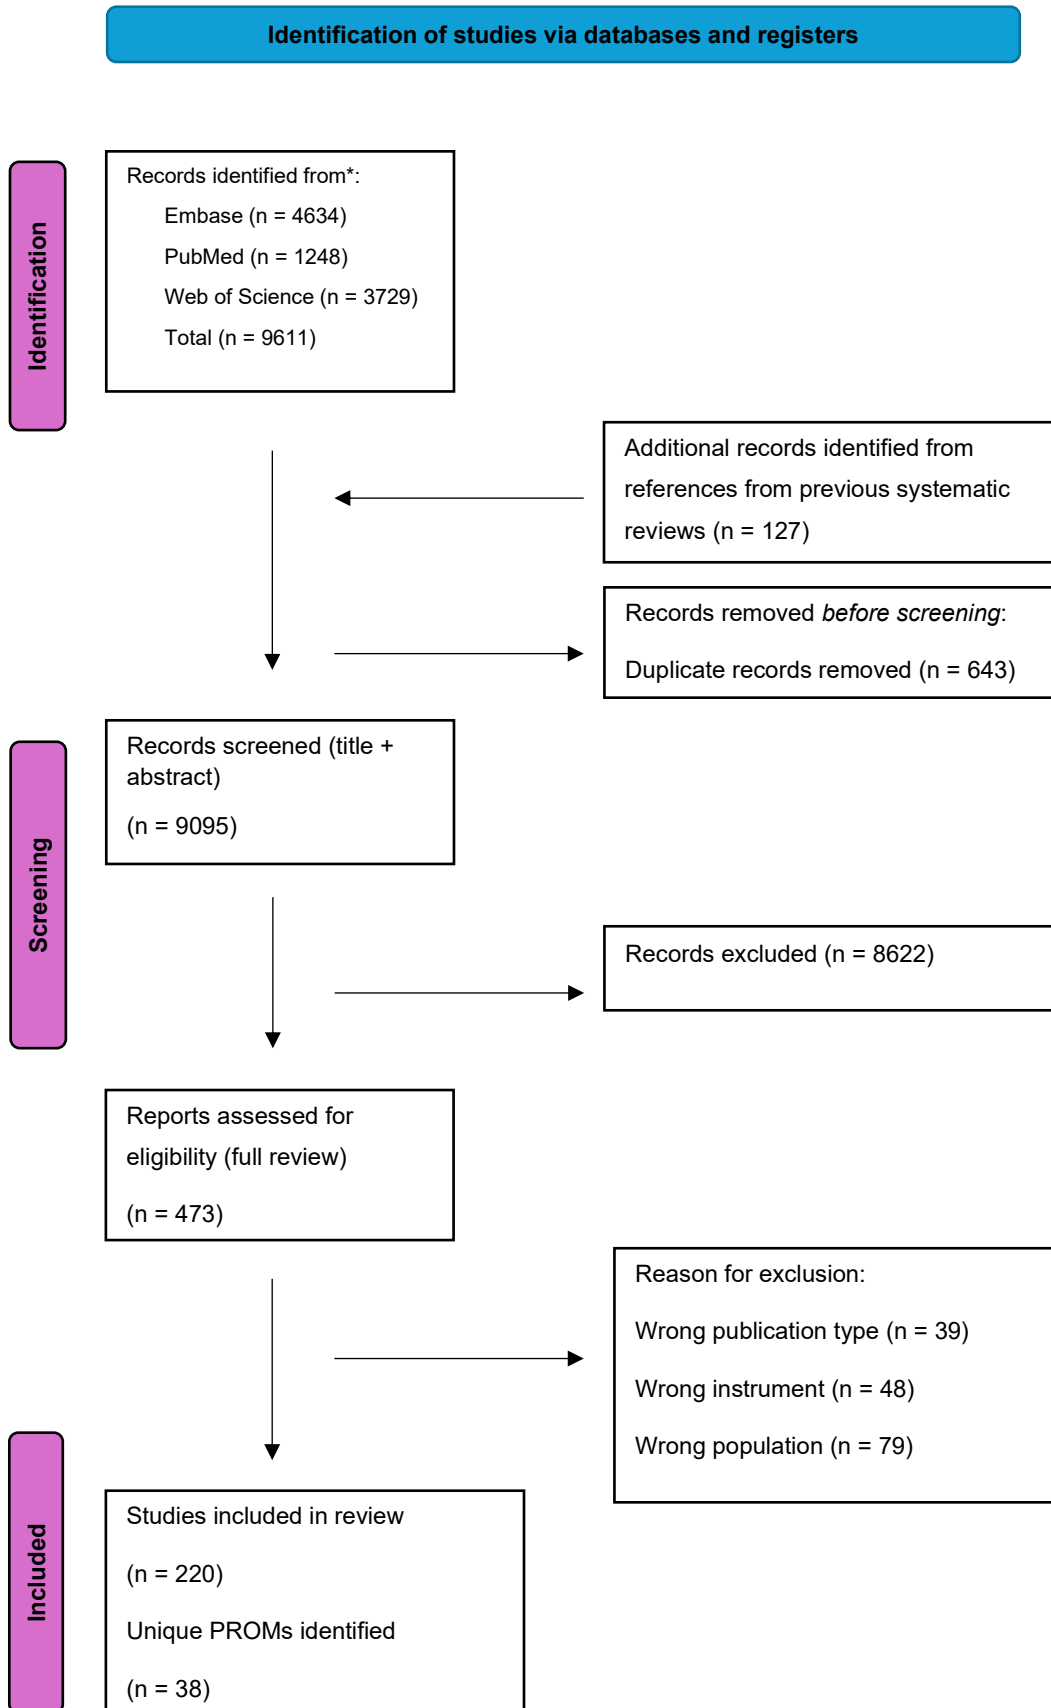 Identification of studies via databases and registers
Identification
Records identified from*:
Embase (n = 4634)
PubMed (n = 1248)
Web of Science (n = 3729)
Total (n = 9611)
Additional records identified from
references from previous systematic
reviews (n = 127)
Records removed before screening:
Duplicate records removed (n = 643)
Screening
Records screened (title +
abstract)
(n = 9095)
Records excluded (n = 8622)
Reports assessed for
eligibility (full review)
(n = 473)
Reason for exclusion:
Wrong publication type (n = 39)
Wrong instrument (n = 48)
Wrong population (n = 79)
Included
Studies included in review
(n = 220)
Unique PROMs identified
(n = 38)